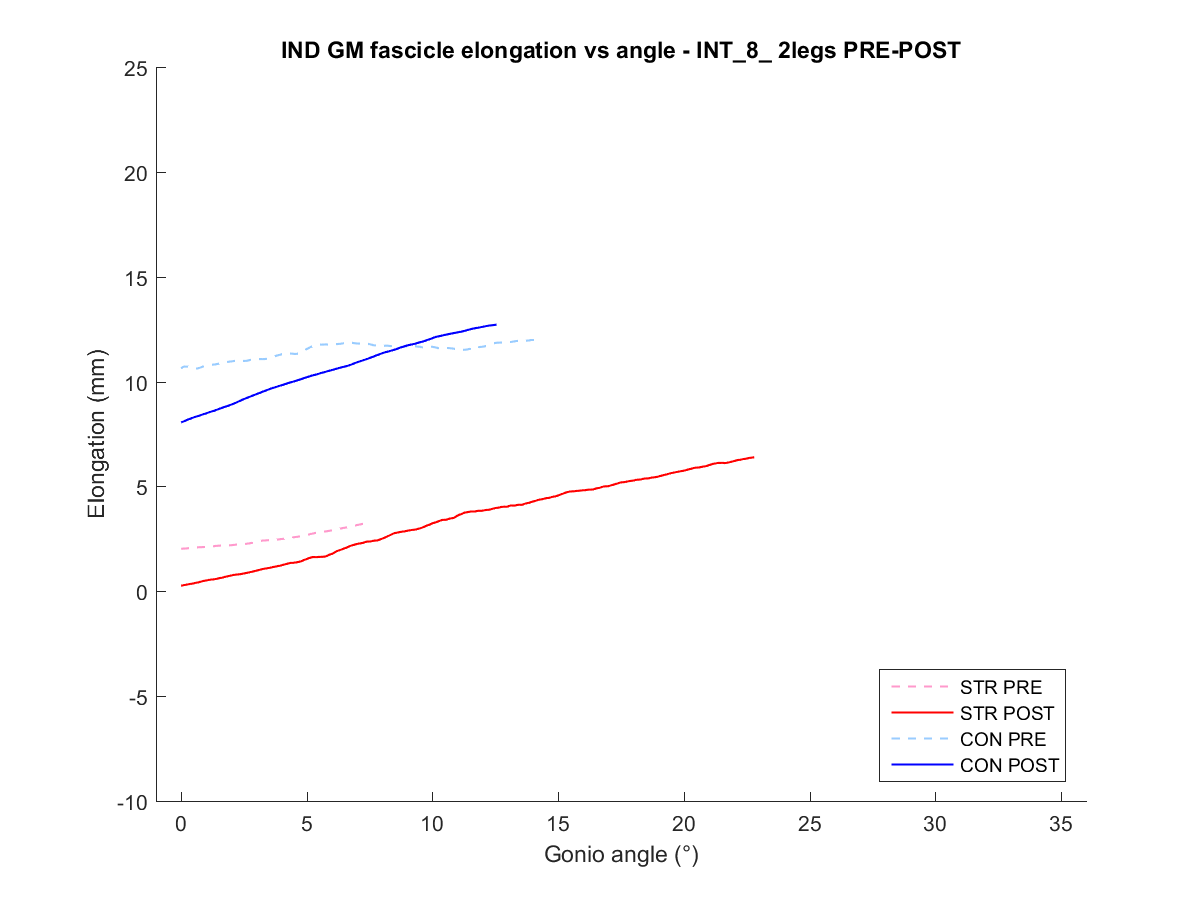 IND GM fascicle elongation vs angle - INT_8_ 2legs PRE-POST
25
20
15
10
5
0
-5
-10
Elongation (mm)
0 5 10 15 20 25 30 35
Gonio angle (°)
STR PRE
STR POST
CON PRE
CON POST